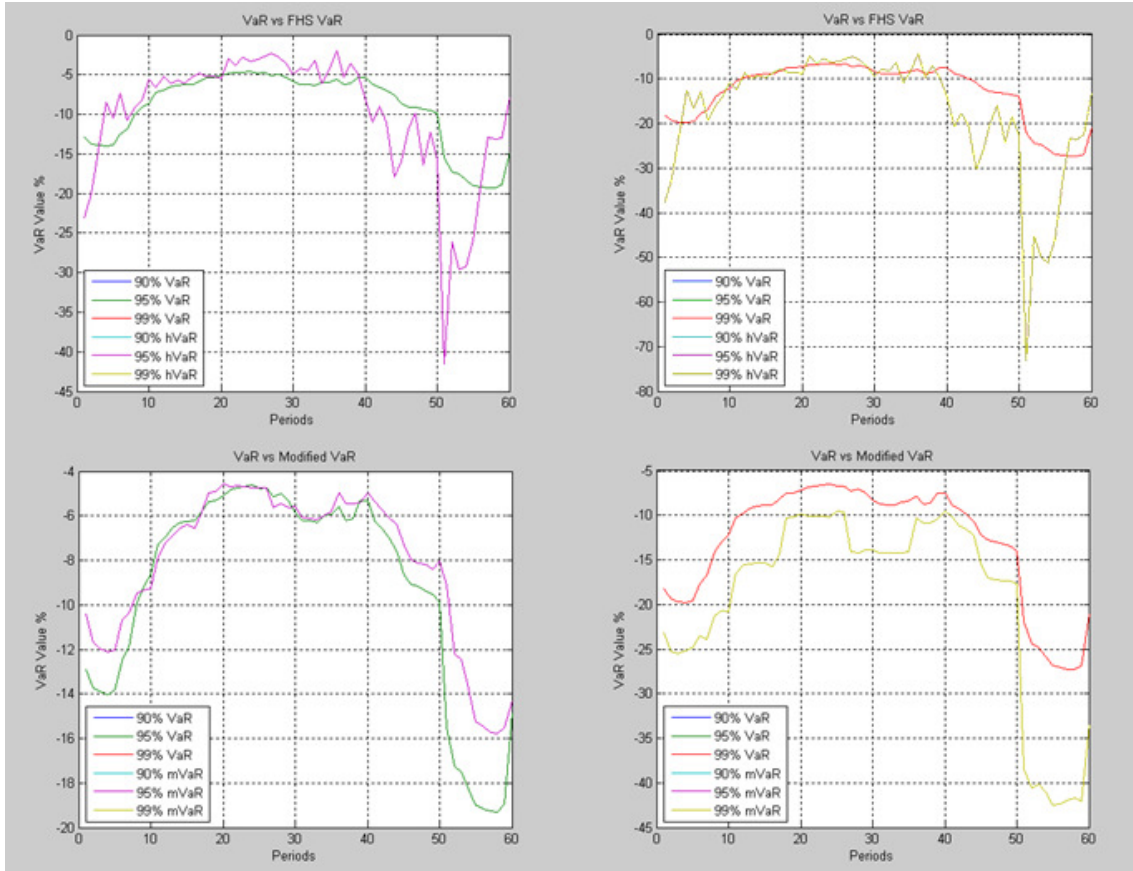 VaR vs FHS VaR
0
-5
-10
-15
-20
-25
-30
-35
-40
-45
VaR Value %
90% VaR
95% VaR
99% VaR
90% hVaR
95% hVaR
99% hVaR
0 10 20 30 40 50 60
Periods
VaR vs FHS VaR
0
-10
-20
-30
-40
-50
-60
-70
-80
VaR Value %
90% VaR
95% VaR
99% VaR
90% hVaR
95% hVaR
99% hVaR
0 10 20 30 40 50 60
Periods
VaR vs Modified VaR
-4
-6
-8
-10
-12
-14
-16
-18
-20
VaR Value %
90% VaR
95% VaR
99% VaR
90% mVaR
95% mVaR
99% mVaR
0 10 20 30 40 50 60
Periods
VaR vs Modified VaR
-5
-10
-15
-20
-25
-30
-35
-40
-45
VaR Value %
90% VaR
95% VaR
99% VaR
90% mVaR
95% mVaR
99% mVaR
0 10 20 30 40 50 60
Periods